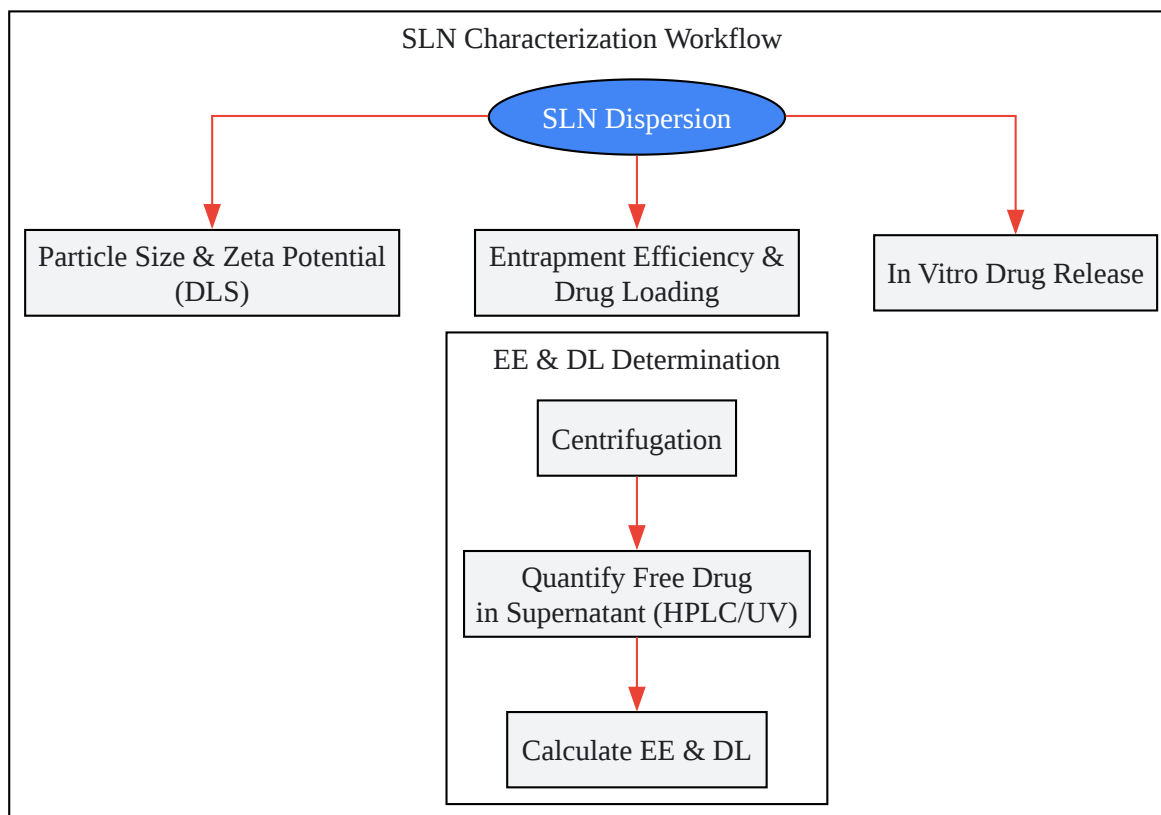 SLN Characterization Workflow
SLN Dispersion
Particle Size & Zeta Potential
(DLS)
Entrapment Efficiency &
Drug Loading
In Vitro Drug Release
EE & DL Determination
Centrifugation
Quantify Free Drug
in Supernatant (HPLC/UV)
Calculate EE & DL